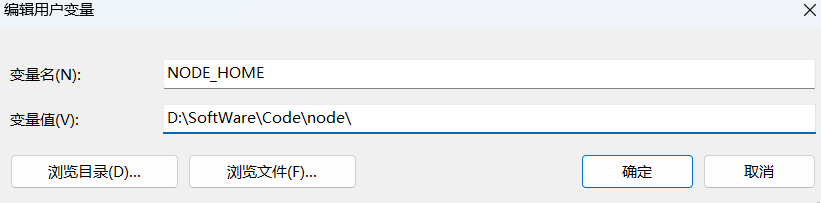 编辑用户变量
变量名(N): NODE_HOME
变量值(V): D:\SoftWare\Code\node\
浏览目录(D)... 浏览文件(F)... 确定 取消